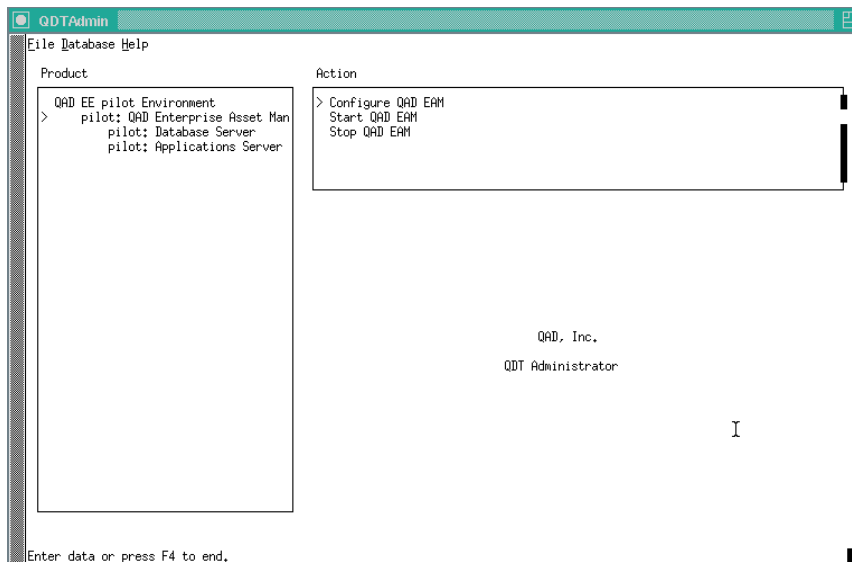 QDTAdmin
File Database Help
Product
QAD EE pilot Environment
> pilot: QAD Enterprise Asset Man
pilot: Database Server
pilot: Applications Server
Action
> Configure QAD EAM
Start QAD EAM
Stop QAD EAM
QAD, Inc.
QDT Administrator
Enter data or press F4 to end.